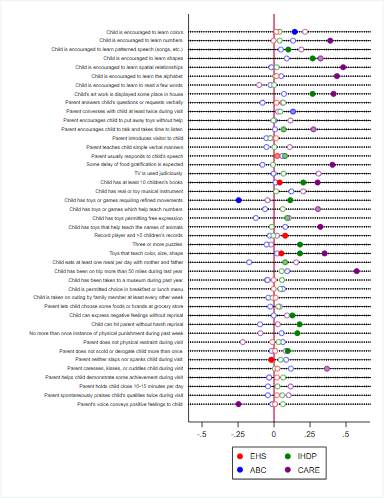 Child is encouraged to learn colors
Child is encouraged to learn numbers
Child is encouraged to learn patterned speech (songs, etc.)
Child is encouraged to learn shapes
Child is encouraged to learn spatial relationships
Child is encouraged to learn the alphabet
Child is encouraged to learn to read a few words
Child's art work is displayed some place in house
Parent answers child's questions or requests verbally
Parent converses with child at least twice during visit
Parent encourages child to put away toys without help
Parent encourages child to talk and takes time to listen
Parent introduces visitor to child
Parent teaches child simple verbal manners
Parent usually responds to child's speech
Some delay of food gratification is expected
TV is used judiciously
Child has at least 10 children's books
Child has real or toy musical instrument
Child has toys or games requiring refined movements
Child has toys or games which help teach numbers
Child has toys permitting free expression
Child has toys that help teach the names of animals
Record player and >5 children's records
Three or more puzzles
Toys that teach color, size, shape
Child eats at least one meal per day with mother and father
Child has been on trip more than 50 miles during last year
Child has been taken to a museum during past year
Child is permitted choice in breakfast or lunch menu
Child is taken on outing by family member at least every other week
Parent lets child choose some foods or brands at grocery store
Child can express negative feelings without reprisal
Child can hit parent without harsh reprisal
No more than once instance of physical punishment during past week
Parent does not physical restraint during visit
Parent does not scold or derogate child more than once
Parent neither slaps nor spanks child during visit
Parent caresses, kisses, or cuddles child during visit
Parent helps child demonstrate some achievement during visit
Parent holds child close 10-15 minutes per day
Parent spontaneously praises child's qualities twice during visit
Parent's voice conveys positive feelings to child
-.5 -.25 0 .25 .5
EHS IHDP
ABC CARE